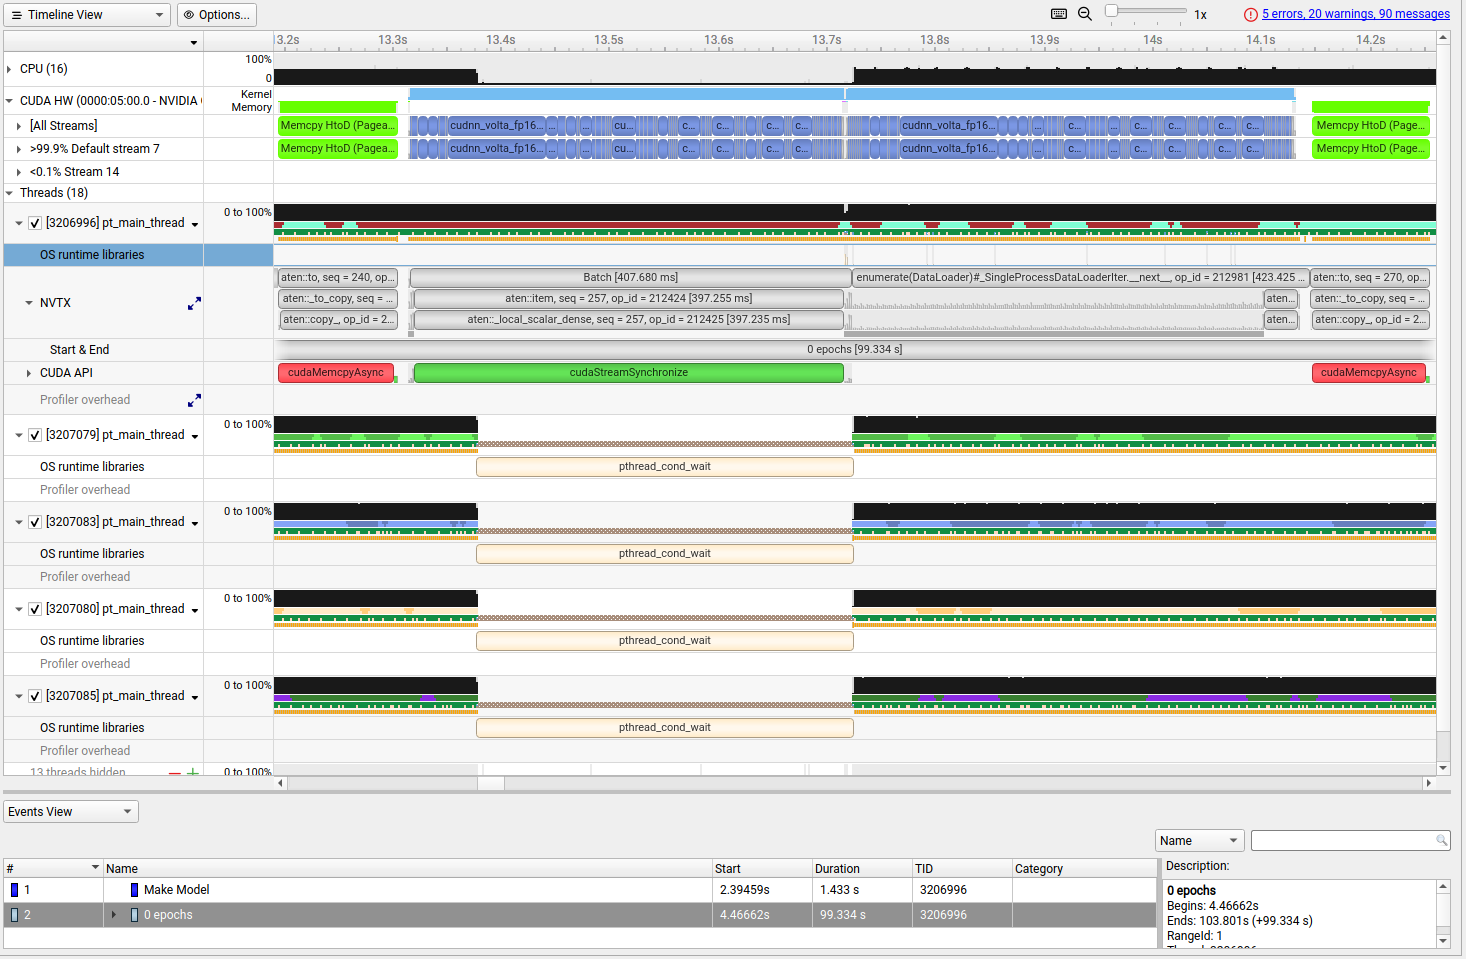 Timeline View Options... 1x 5 errors, 20 warnings, 90 messages
13.2s 13.3s 13.4s 13.5s 13.6s 13.7s 13.8s 13.9s 14s 14.1s 14.2s
CPU (16) 100% 0
CUDA HW (0000:05:00.0 - NVIDIA Kernel Memory
[All Streams] Memcpy HtoD (Pagea... cudnn_volta_fp16... ... ... cu... ... c... c... ... c... c... cudnn_volta_fp16... ... c... ... c... c... c... c... Memcpy HtoD (Page...
>99.9% Default stream 7 Memcpy HtoD (Pagea... cudnn_volta_fp16... ... ... cu... ... c... c... ... c... c... cudnn_volta_fp16... ... c... ... c... c... c... c... Memcpy HtoD (Page...
<0.1% Stream 14
Threads (18)
[3206996] pt_main_thread 0 to 100%
OS runtime libraries
aten::to, seq = 240, op... Batch [407.680 ms] enumerate(DataLoader)#_SingleProcessDataLoaderIter.__next__, op_id = 212981 [423.425 ... aten::to, seq = 270, op...
NVTX aten::_to_copy, seq = ... aten::item, seq = 257, op_id = 212424 [397.255 ms] aten... aten::_to_copy, seq = ...
aten::copy_, op_id = 2... aten::_local_scalar_dense, seq = 257, op_id = 212425 [397.235 ms] aten... aten::copy_, op_id = 2...
Start & End 0 epochs [99.334 s]
CUDA API cudaMemcpyAsync cudaStreamSynchronize cudaMemcpyAsync
Profiler overhead
[3207079] pt_main_thread 0 to 100%
OS runtime libraries pthread_cond_wait
Profiler overhead
[3207083] pt_main_thread 0 to 100%
OS runtime libraries pthread_cond_wait
Profiler overhead
[3207080] pt_main_thread 0 to 100%
OS runtime libraries pthread_cond_wait
Profiler overhead
[3207085] pt_main_thread 0 to 100%
OS runtime libraries pthread_cond_wait
Profiler overhead
13 threads hidden 0 to 100%
Events View
Name
# Name Start Duration TID Category
1 Make Model 2.39459s 1.433 s 3206996
2 0 epochs 4.46662s 99.334 s 3206996
Description:
0 epochs
Begins: 4.46662s
Ends: 103.801s (+99.334 s)
RangeId: 1